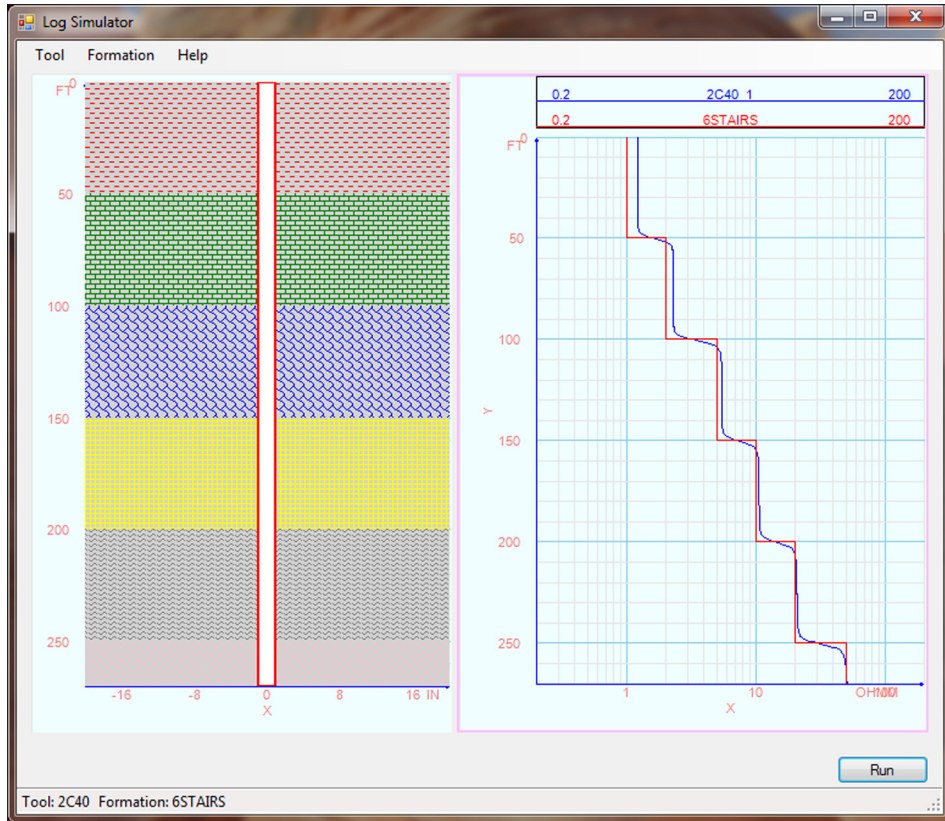 Log Simulator
Tool Formation Help
0
FT
50
100
150
200
250
-16 -8 0 8 16 IN
X
0.2 2C40 1 200
0.2 6STAIRS 200
0
FT
50
100
Y
150
200
250
1 10
X
Run
Tool: 2C40 Formation: 6STAIRS